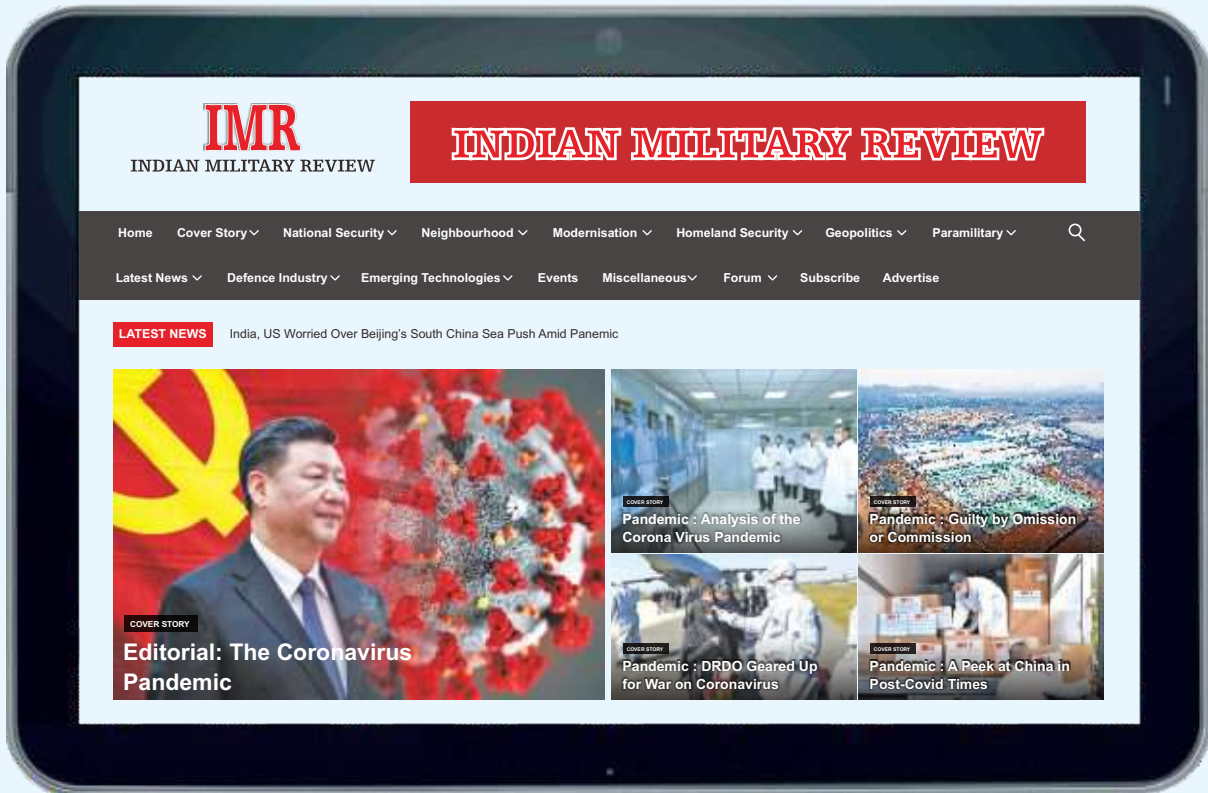 IMR
INDIAN MILITARY REVIEW
INDIAN MILITARY REVIEW
Home Cover Story National Security Neighbourhood Modernisation Homeland Security Geopolitics Paramilitary
Latest News Defence Industry Emerging Technologies Events Miscellaneous Forum Subscribe Advertise
LATEST NEWS India, US Worried Over Beijing's South China Sea Push Amid Panemic
COVER STORY
Editorial: The Coronavirus
Pandemic
COVER STORY
Pandemic : Analysis of the
Corona Virus Pandemic
COVER STORY
Pandemic : Guilty by Omission
or Commission
COVER STORY
Pandemic : DRDO Geared Up
for War on Coronavirus
COVER STORY
Pandemic : A Peek at China in
Post-Covid Times